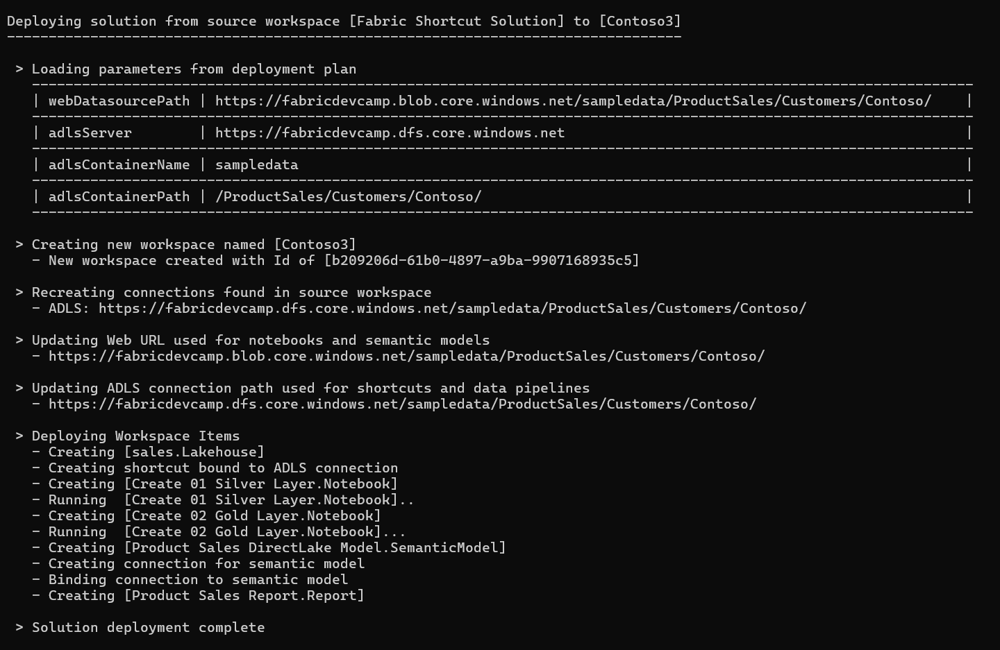 Deploying solution from source workspace [Fabric Shortcut Solution] to [Contoso3]
---------------------------------------------------------------------------------
> Loading parameters from deployment plan
-----------------------------------------------------------------------------------------------------------------
| webDatasourcePath | https://fabricdevcamp.blob.core.windows.net/sampledata/ProductSales/Customers/Contoso/    |
-----------------------------------------------------------------------------------------------------------------
| adlsServer        | https://fabricdevcamp.dfs.core.windows.net                                                |
-----------------------------------------------------------------------------------------------------------------
| adlsContainerName | sampledata                                                                                |
-----------------------------------------------------------------------------------------------------------------
| adlsContainerPath | /ProductSales/Customers/Contoso/                                                          |
-----------------------------------------------------------------------------------------------------------------
> Creating new workspace named [Contoso3]
- New workspace created with Id of [b209206d-61b0-4897-a9ba-9907168935c5]
> Recreating connections found in source workspace
- ADLS: https://fabricdevcamp.dfs.core.windows.net/sampledata/ProductSales/Customers/Contoso/
> Updating Web URL used for notebooks and semantic models
- https://fabricdevcamp.blob.core.windows.net/sampledata/ProductSales/Customers/Contoso/
> Updating ADLS connection path used for shortcuts and data pipelines
- https://fabricdevcamp.dfs.core.windows.net/sampledata/ProductSales/Customers/Contoso/
> Deploying Workspace Items
- Creating [sales.Lakehouse]
- Creating shortcut bound to ADLS connection
- Creating [Create 01 Silver Layer.Notebook]
- Running  [Create 01 Silver Layer.Notebook]..
- Creating [Create 02 Gold Layer.Notebook]
- Running  [Create 02 Gold Layer.Notebook]...
- Creating [Product Sales DirectLake Model.SemanticModel]
- Creating connection for semantic model
- Binding connection to semantic model
- Creating [Product Sales Report.Report]
> Solution deployment complete